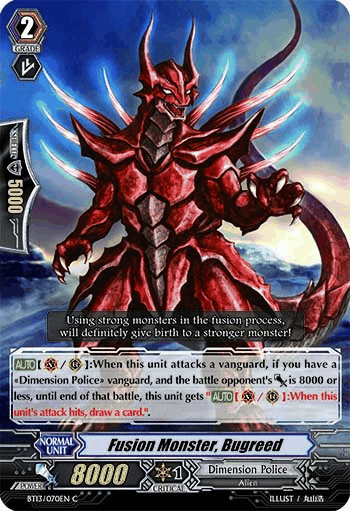 2
GRADE
SHIELD
5000
Using strong monsters in the fusion process,
will definitely give birth to a stronger monster!
AUTO [ / ]:When this unit attacks a vanguard, if you have a
«Dimension Police» vanguard, and the battle opponent's is 8000 or
less, until end of that battle, this unit gets "AUTO [ / ]:When this
unit's attack hits, draw a card.".
NORMAL
UNIT
Fusion Monster, Bugreed
POWER
8000
1
CRITICAL
Dimension Police
Alien
BT13/070EN C
ILLUST /